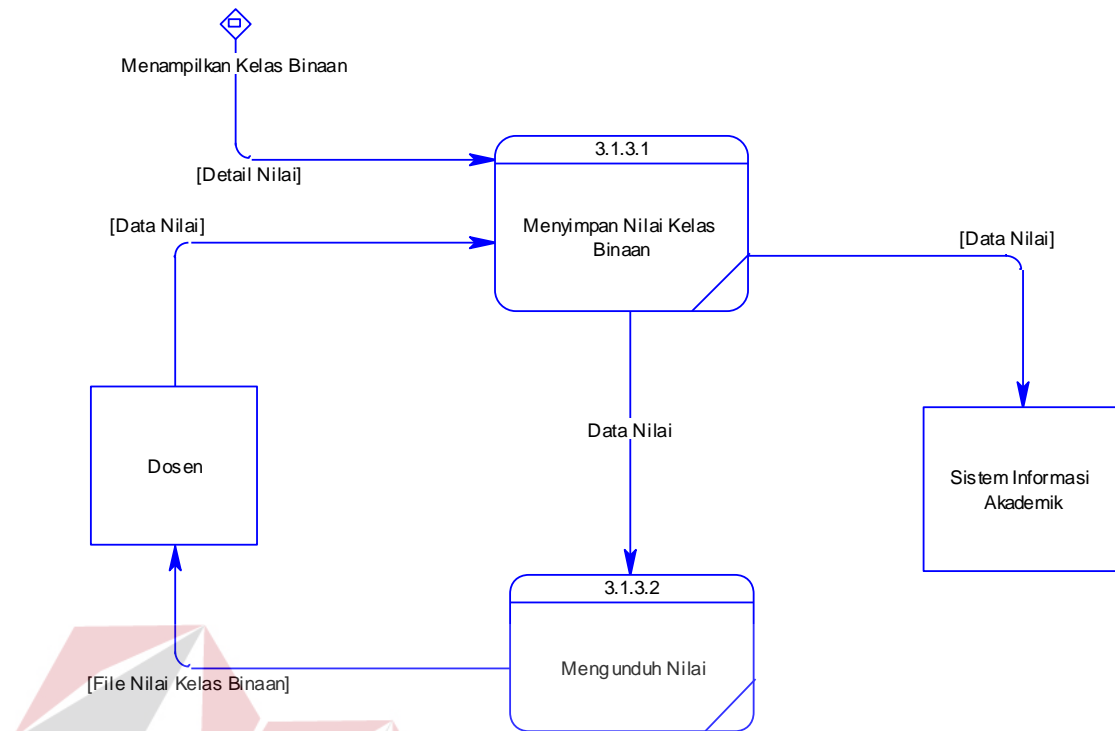 Menampilkan Kelas Binaan
3.1.3.1
[Detail Nilai]
[Data Nilai]
Menyimpan Nilai Kelas
Binaan
[Data Nilai]
Data Nilai
Dosen
Sistem Informasi
Akademik
3.1.3.2
Mengunduh Nilai
[File Nilai Kelas Binaan]